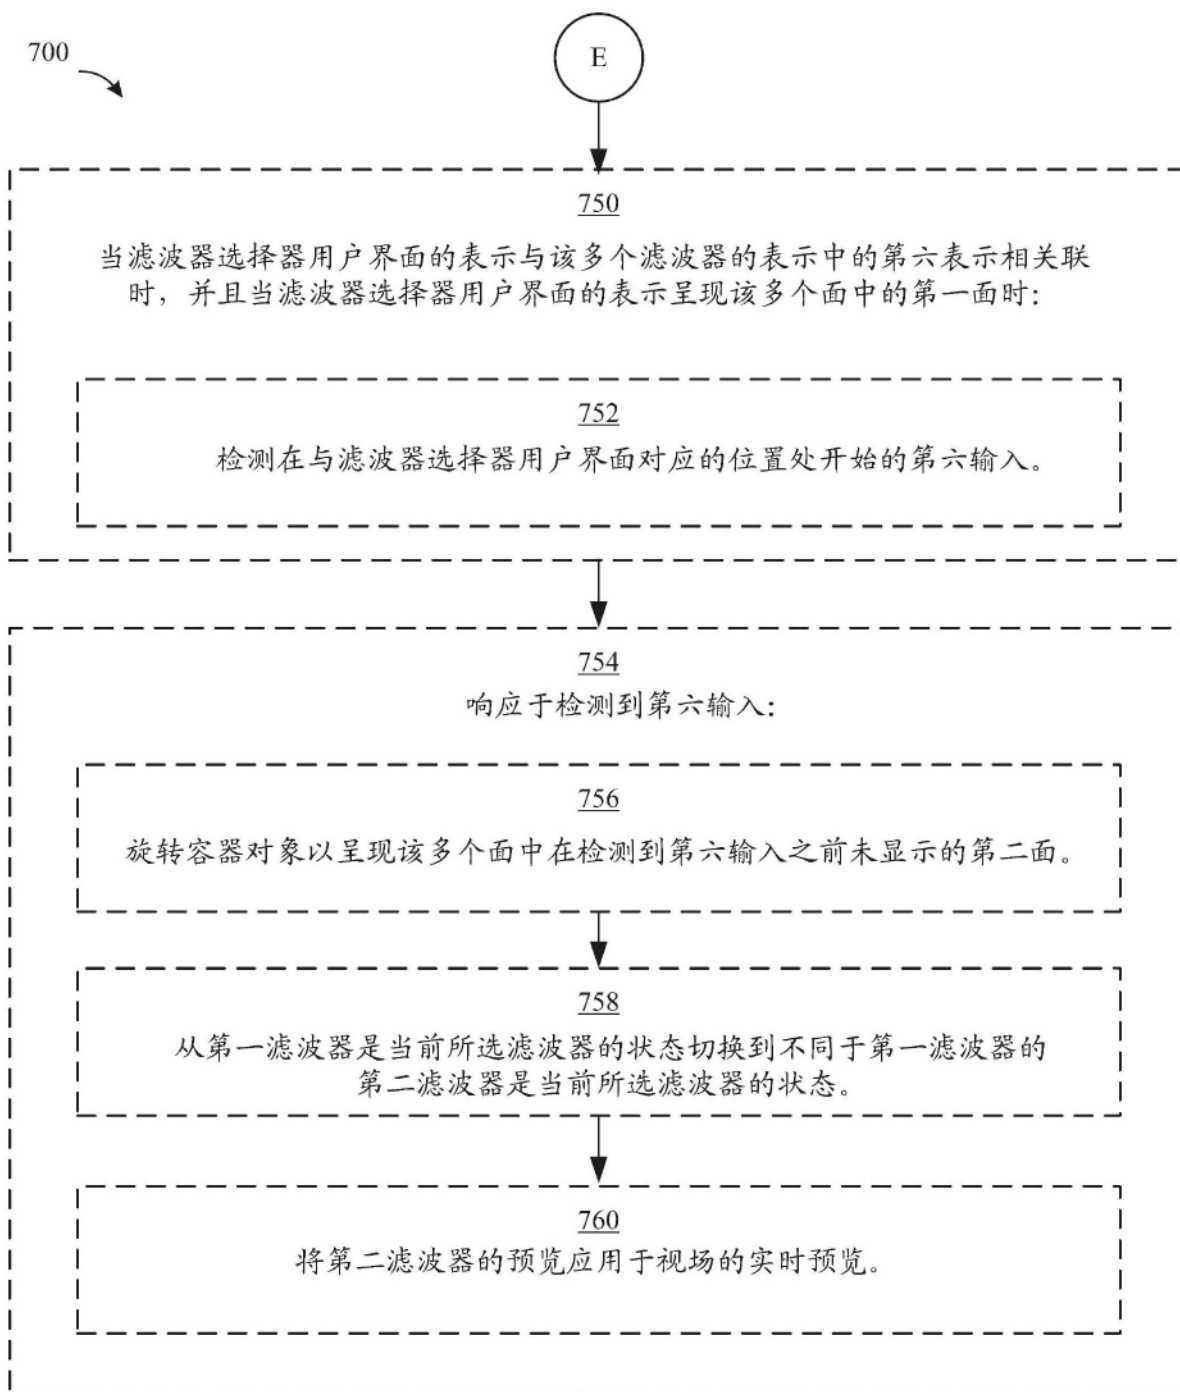 700
E
750
当滤波器选择器用户界面的表示与该多个滤波器的表示中的第六表示相关联
时，并且当滤波器选择器用户界面的表示呈现该多个面中的第一面时：
752
检测在与滤波器选择器用户界面对应的位置处开始的第六输入。
754
响应于检测到第六输入：
756
旋转容器对象以呈现该多个面中在检测到第六输入之前未显示的第二面。
758
从第一滤波器是当前所选滤波器的状态切换到不同于第一滤波器的
第二滤波器是当前所选滤波器的状态。
760
将第二滤波器的预览应用于视场的实时预览。